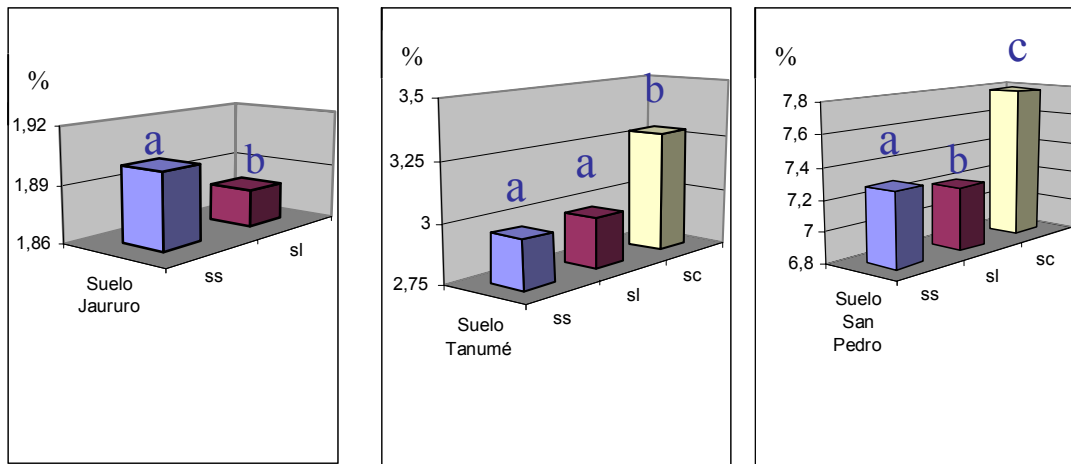 %
1,92
1,89
1,86
a
b
ss
sl
Suelo
Jaururo
%
3,5
3,25
3
2,75
a
a
b
ss
sl
sc
Suelo
Tanumé
%
7,8
7,6
7,4
7,2
7
6,8
a
b
c
ss
sl
sc
Suelo
San
Pedro